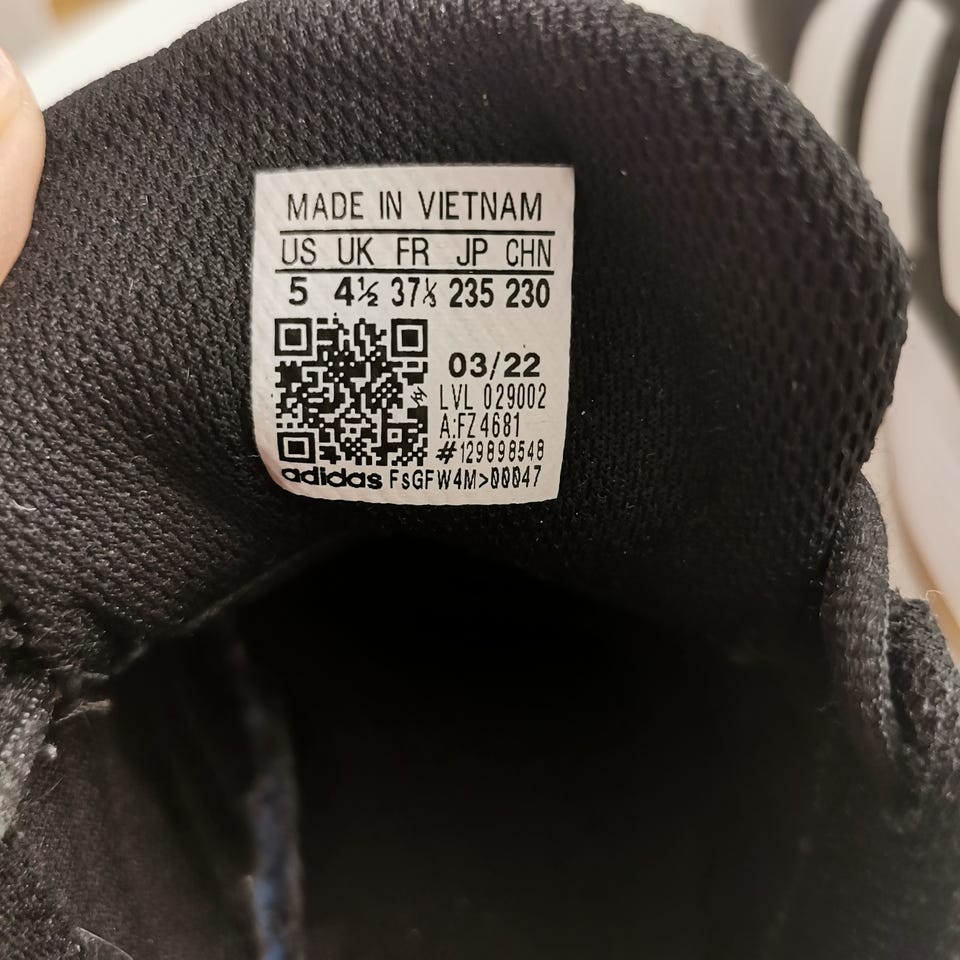 MADE IN VIETNAM
US UK FR JP CHN
5 4½ 37⅓ 235 230
03/22
LVL 029002
A:FZ4681
#129898548
adidas FsGFW4M>00047